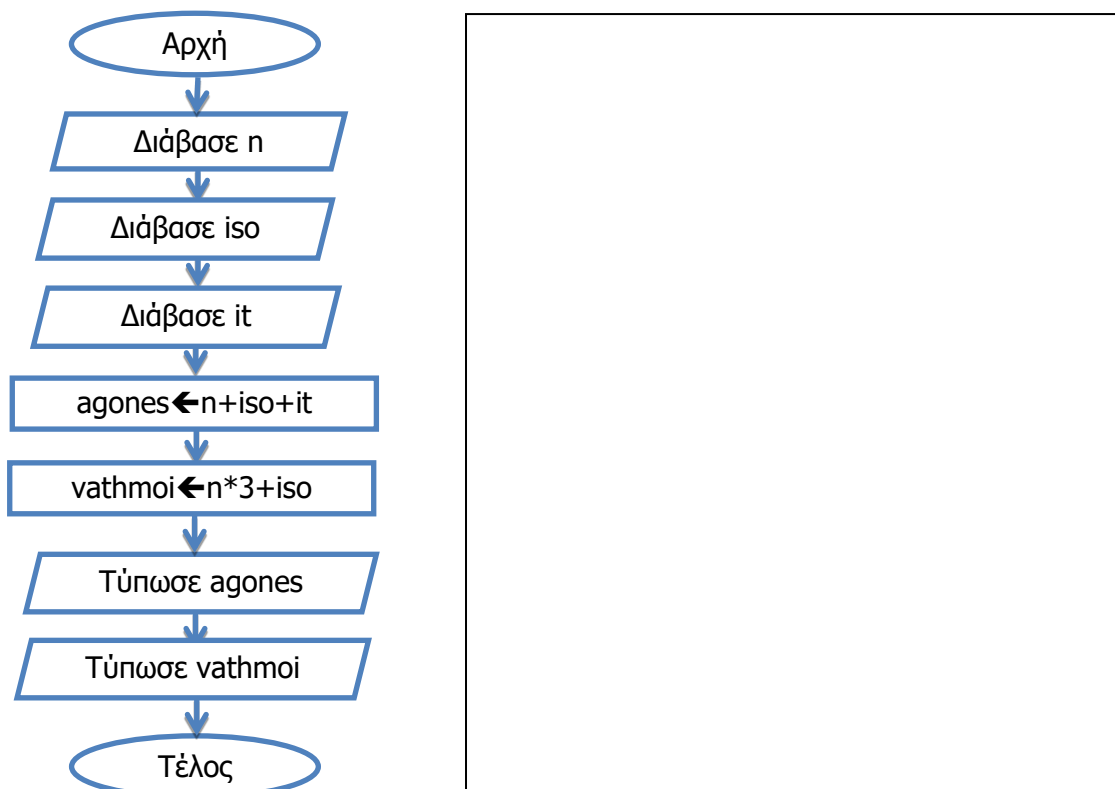 Αρχή
Διάβασε n
Διάβασε iso
Διάβασε it
agones🡸n+iso+it
vathmoi🡸n*3+iso
Τύπωσε agones
Τύπωσε vathmoi
Τέλος